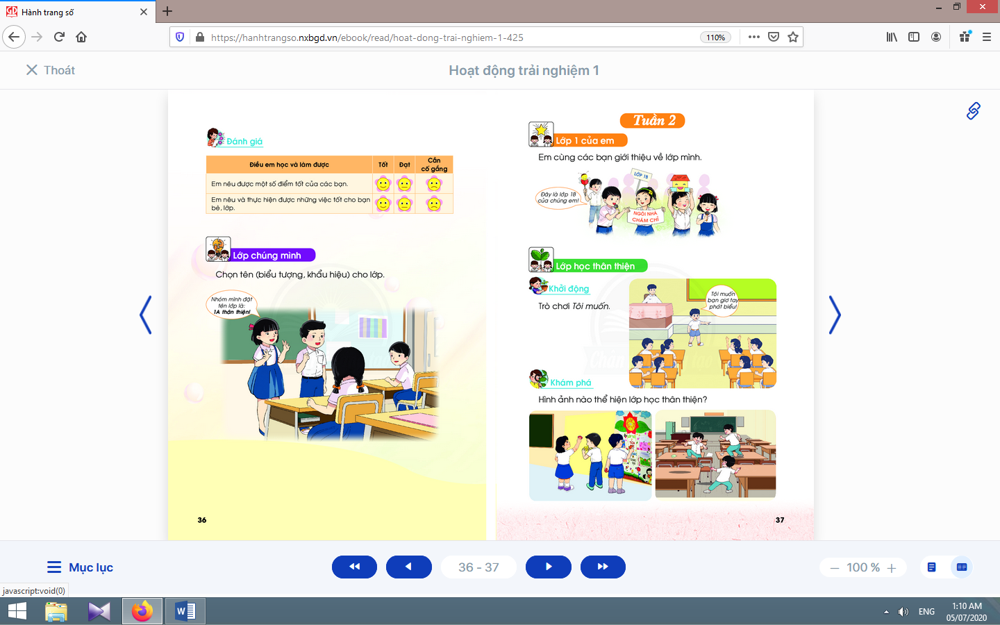 Hành trang số
https://hanhtrangso.nxbgd.vn/ebook/read/hoat-dong-trai-nghiem-1-425
110%
Thoát
Hoạt động trải nghiệm 1
Đánh giá
Điều em học và làm được
Tốt
Đạt
Cần
cố gắng
Em nêu được một số điểm tốt của các bạn.
Em nêu và thực hiện được những việc tốt cho bạn
bè, lớp.
Lớp chúng mình
Chọn tên (biểu tượng, khẩu hiệu) cho lớp.
Nhóm mình đặt
tên lớp là:
1A thân thiện!
36
Tuần 2
Lớp 1 của em
Em cùng các bạn giới thiệu về lớp mình.
LỚP 1B
Đây là lớp 1B
của chúng em!
NGÔI NHÀ
CHĂM CHỈ
Lớp học thân thiện
Khởi động
Trò chơi Tôi muốn.
Tôi muốn
bạn giơ tay
phát biểu!
Khám phá
Hình ảnh nào thể hiện lớp học thân thiện?
37
Mục lục
36 - 37
100 %
javascript:void(0)
ENG
1:10 AM
05/07/2020